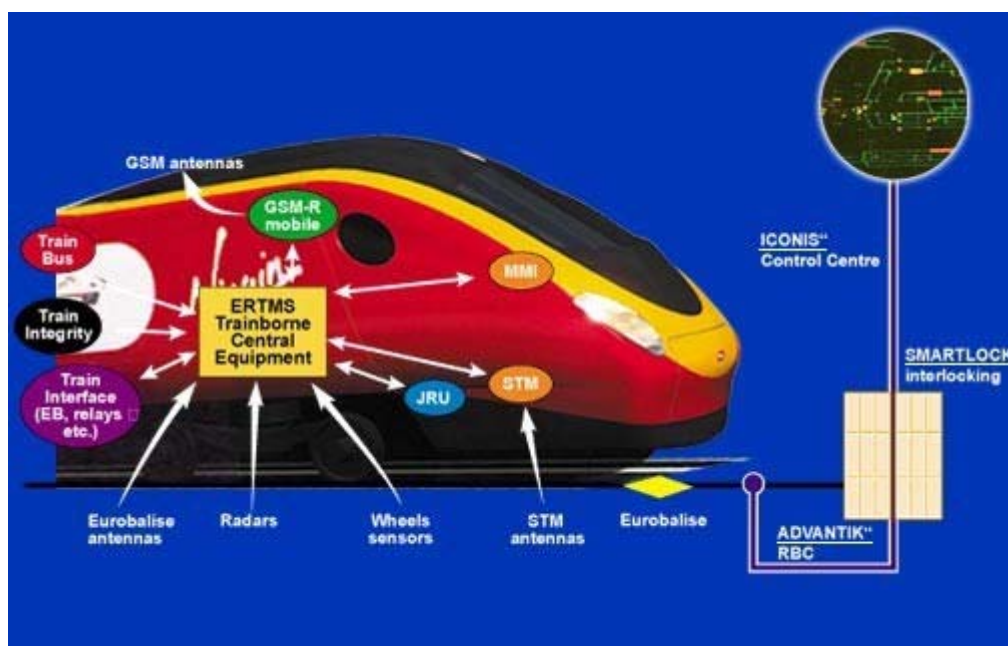 GSM antennas
GSM-R
mobile
Train
Bus
ICONIS"
Control Centre
MMI
ERTMS
Trainborne
Central
Equipment
Train
Integrity
SMARTLOCK
interlocking
Train
Interface
(EB, relays
etc.)
JRU
STM
Eurobalise
antennas
Radars
Wheels
sensors
STM
antennas
Eurobalise
ADVANTIK"
RBC